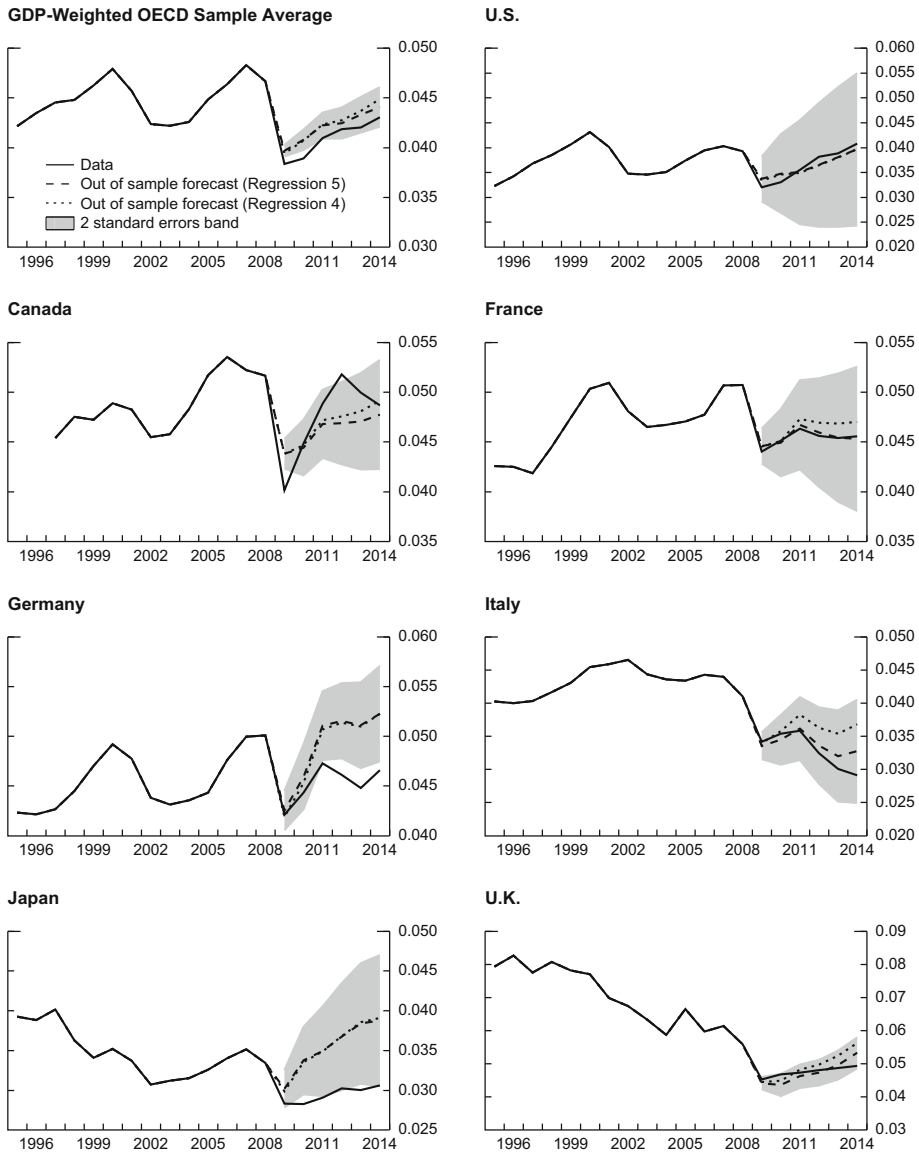 GDP-Weighted OECD Sample Average
0.050
0.045
0.040
0.035
0.030
Data
Out of sample forecast (Regression 5)
Out of sample forecast (Regression 4)
2 standard errors band
1996 1999 2002 2005 2008 2011 2014
U.S.
0.060
0.055
0.050
0.045
0.040
0.035
0.030
0.025
0.020
1996 1999 2002 2005 2008 2011 2014
Canada
0.055
0.050
0.045
0.040
0.035
1996 1999 2002 2005 2008 2011 2014
France
0.055
0.050
0.045
0.040
0.035
1996 1999 2002 2005 2008 2011 2014
Germany
0.060
0.055
0.050
0.045
0.040
1996 1999 2002 2005 2008 2011 2014
Italy
0.050
0.045
0.040
0.035
0.030
0.025
0.020
1996 1999 2002 2005 2008 2011 2014
Japan
0.050
0.045
0.040
0.035
0.030
0.025
1996 1999 2002 2005 2008 2011 2014
U.K.
0.09
0.08
0.07
0.06
0.05
0.04
0.03
1996 1999 2002 2005 2008 2011 2014